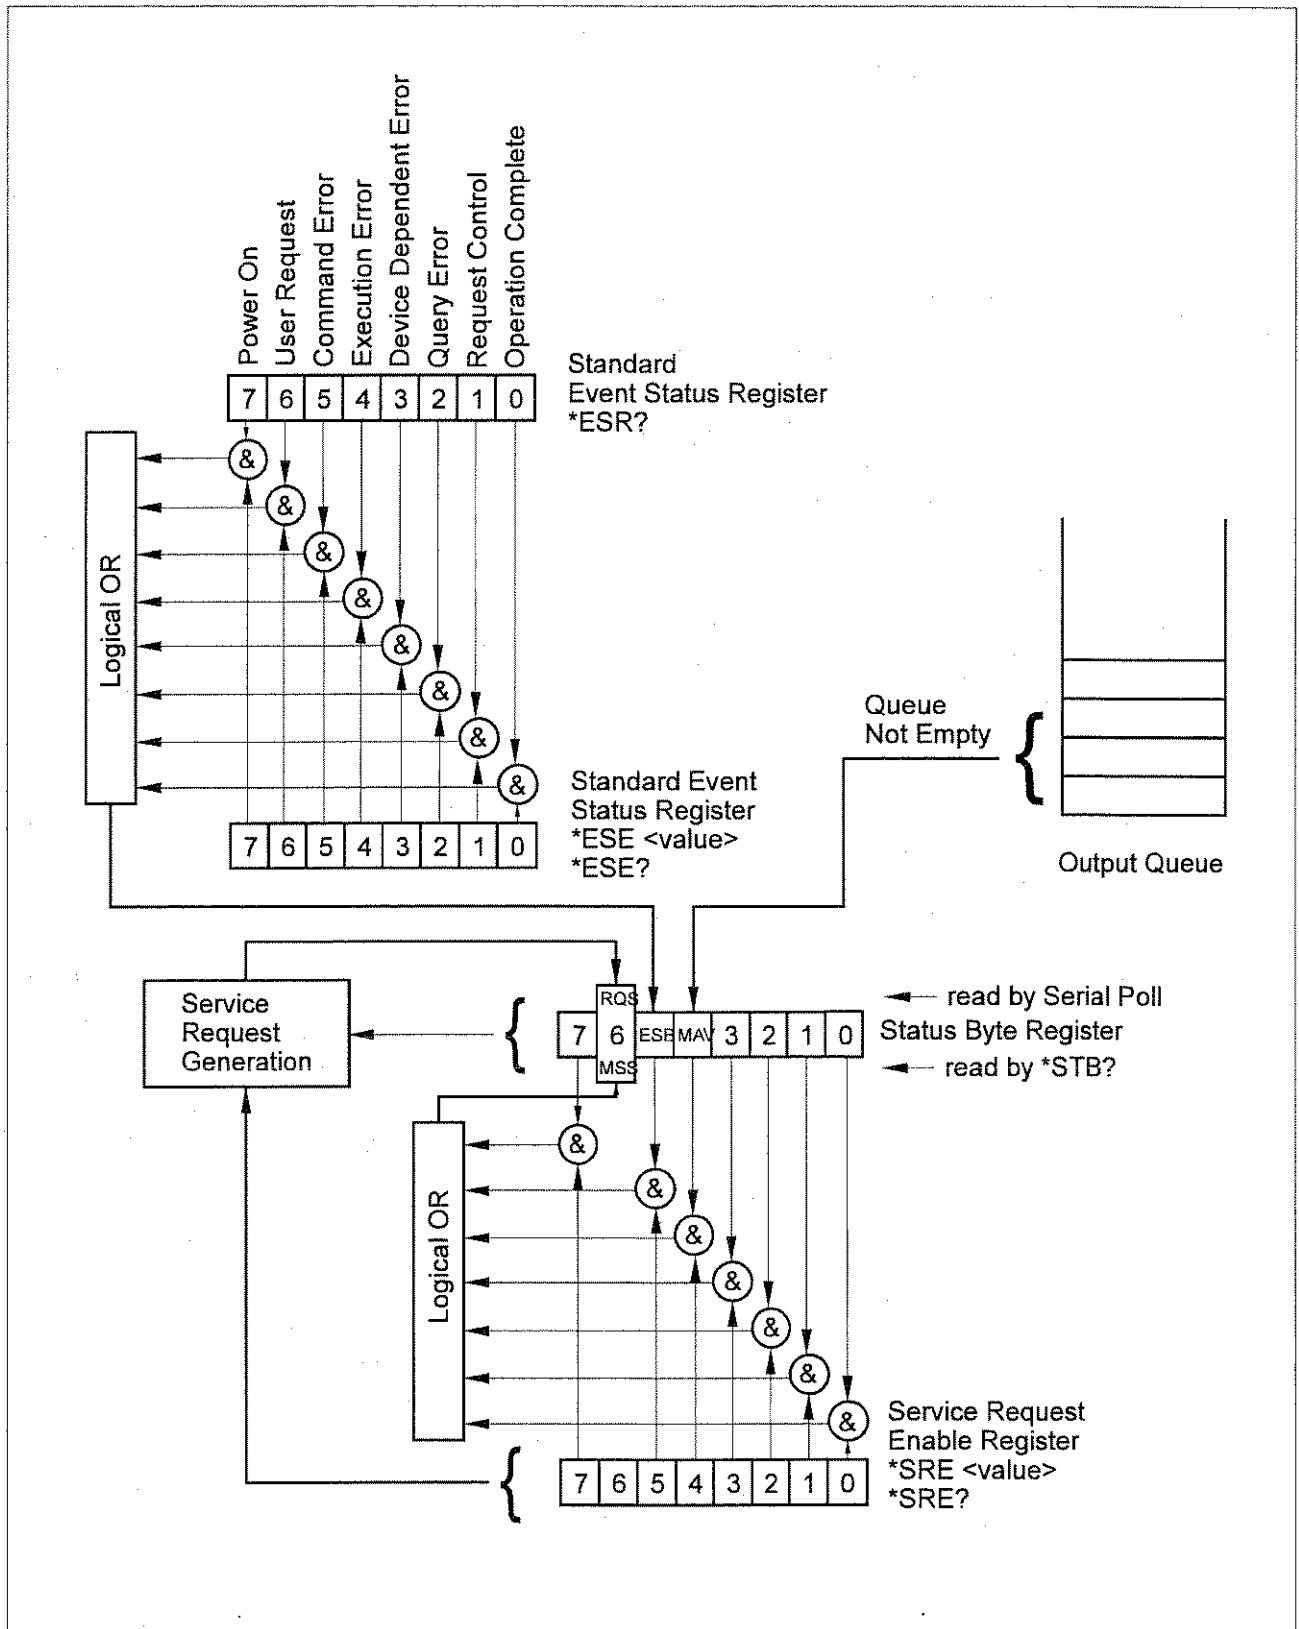 Power On
User Request
Command Error
Execution Error
Device Dependent Error
Query Error
Request Control
Operation Complete
7 6 5 4 3 2 1 0
Standard
Event Status Register
*ESR?
Logical OR
&
&
&
&
&
&
&
&
Standard Event
Status Register
*ESE <value>
*ESE?
7 6 5 4 3 2 1 0
Queue
Not Empty
Output Queue
Service
Request
Generation
{
RQS
7 6 ESB MAV 3 2 1 0
MSS
read by Serial Poll
Status Byte Register
read by *STB?
Logical OR
&
&
&
&
&
&
&
Service Request
Enable Register
*SRE <value>
*SRE?
7 6 5 4 3 2 1 0